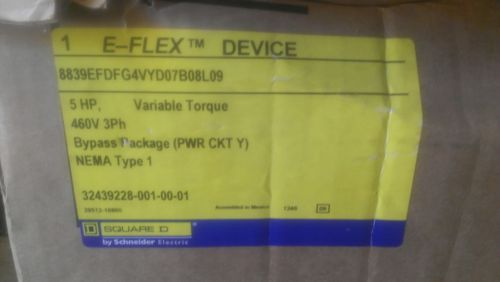 1 E-FLEX™ DEVICE
8839EFDFG4VYD07B08L09
5 HP, Variable Torque
460V 3Ph
Bypass Package (PWR CKT Y)
NEMA Type 1
32439228-001-00-01
Assembled in Mexico 1245
SQUARE D
by Schneider Electric